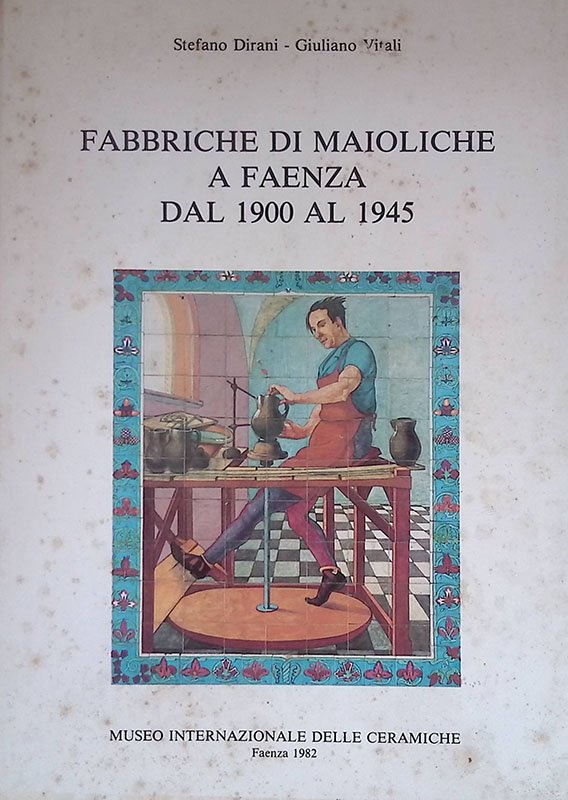 Stefano Dirani - Giuliano Vitali
FABBRICHE DI MAIOLICHE
A FAENZA
DAL 1900 AL 1945
MUSEO INTERNAZIONALE DELLE CERAMICHE
Faenza 1982